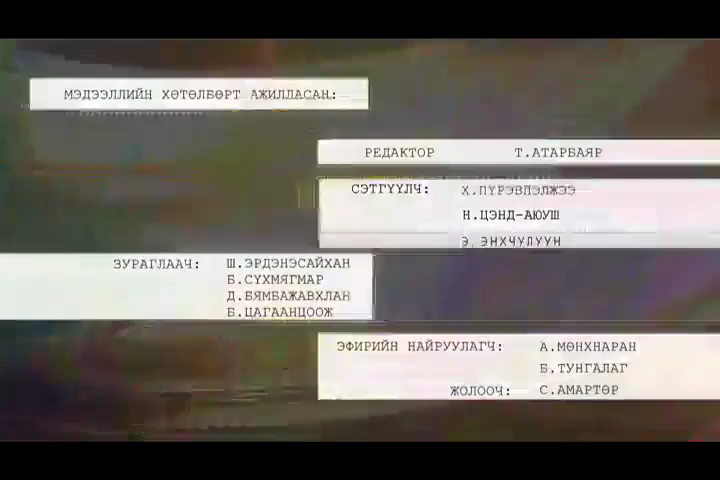 МЭДЭЭЛЛИЙН ХӨТӨЛБӨРТ АЖИЛЛАСАН:
РЕДАКТОР Т.АТАРБАЯР
СЭТГҮҮЛЧ: Х.ПҮРЭВПЭЛЖЭЭ
Н.ЦЭНД-АЮУШ
Э.ЭНХЧУЛУУН
ЗУРАГЛААЧ: Ш.ЭРДЭНЭСАЙХАН
Б.СҮХМЯГМАР
Д.БЯМБАЖАВХЛАН
Б.ЦАГААНЦООЖ
ЭФИРИЙН НАЙРУУЛАГЧ: А.МӨНХНАРАН
Б.ТУНГАЛАГ
ЖОЛООЧ: С.АМАРТӨР